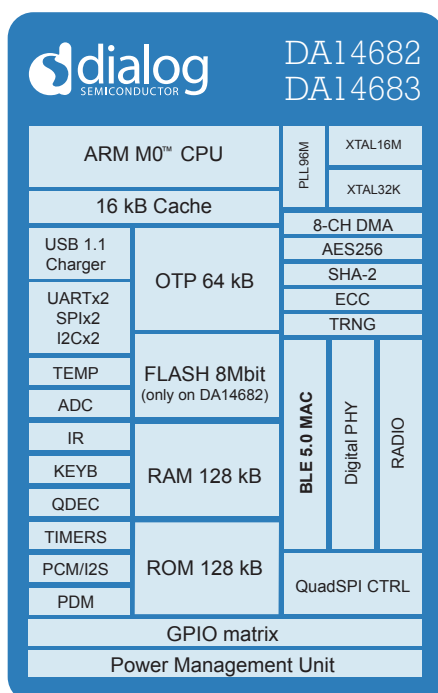 dialog
SEMICONDUCTOR
DA14682
DA14683
ARM M0™ CPU
16 kB Cache
PLL96M
XTAL16M
XTAL32K
8-CH DMA
AES256
SHA-2
ECC
TRNG
USB 1.1
Charger
UARTx2
SPIx2
I2Cx2
TEMP
ADC
IR
KEYB
QDEC
TIMERS
PCM/I2S
PDM
OTP 64 kB
FLASH 8Mbit
(only on DA14682)
RAM 128 kB
ROM 128 kB
BLE 5.0 MAC
Digital PHY
RADIO
QuadSPI CTRL
GPIO matrix
Power Management Unit